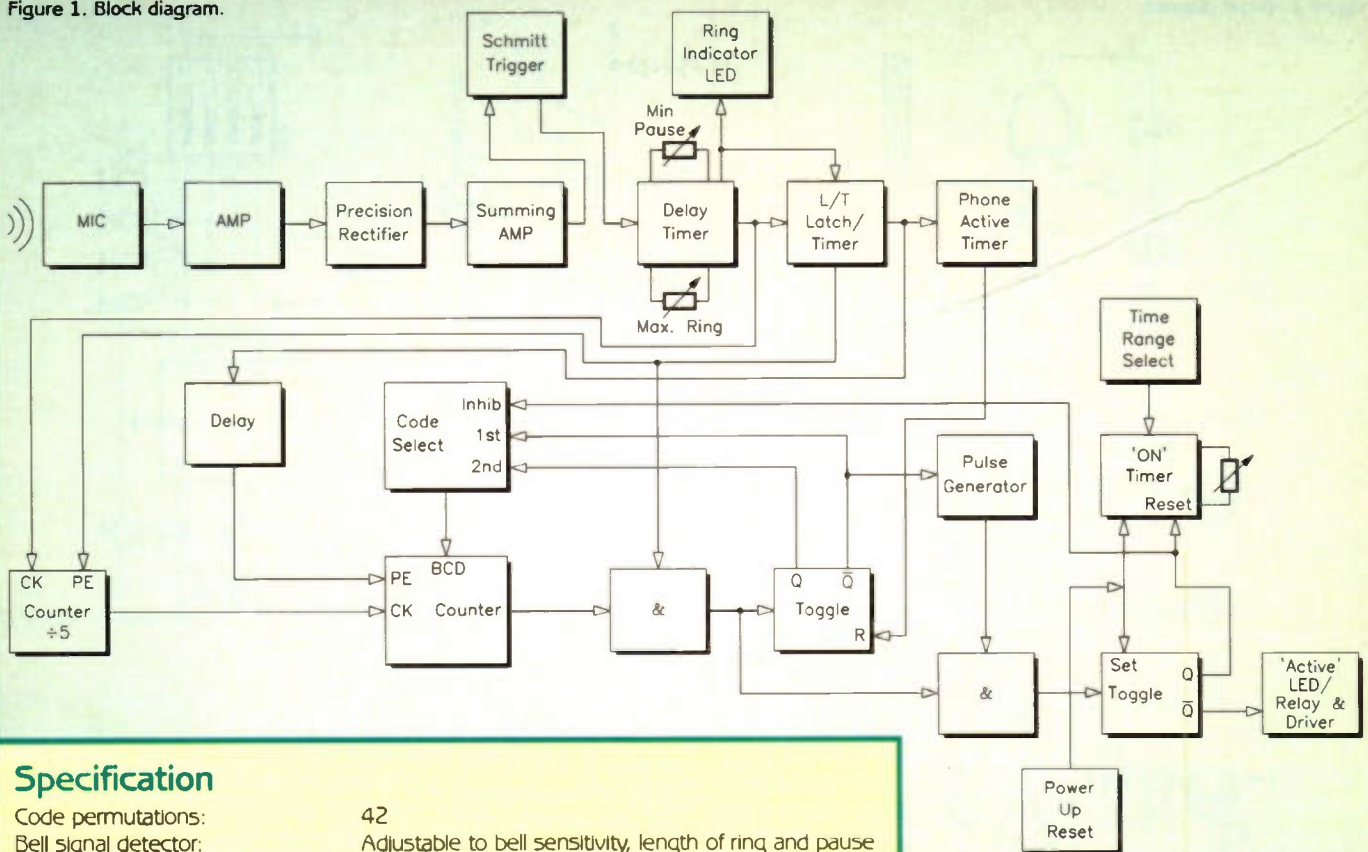 Figure 1. Block diagram.
Schmitt
Trigger
Ring
Indicator
LED
Min
Pause
MIC
AMP
Precision
Rectifier
Summing
AMP
Delay
Timer
L/T
Latch/
Timer
Phone
Active
Timer
Max. Ring
Time
Range
Select
Delay
Code
Select
Inhib
1st
2nd
Pulse
Generator
'ON'
Timer
Reset
CK PE
Counter
÷5
BCD
PE
CK Counter
&
Q Q̅
Toggle
R
&
Set
Toggle
Q
Q̅
'Active'
LED/
Relay &
Driver
Power
Up
Reset
Specification
Code permutations: 42
Bell signal detector: Adjustable to bell sensitivity, length of ring and pause